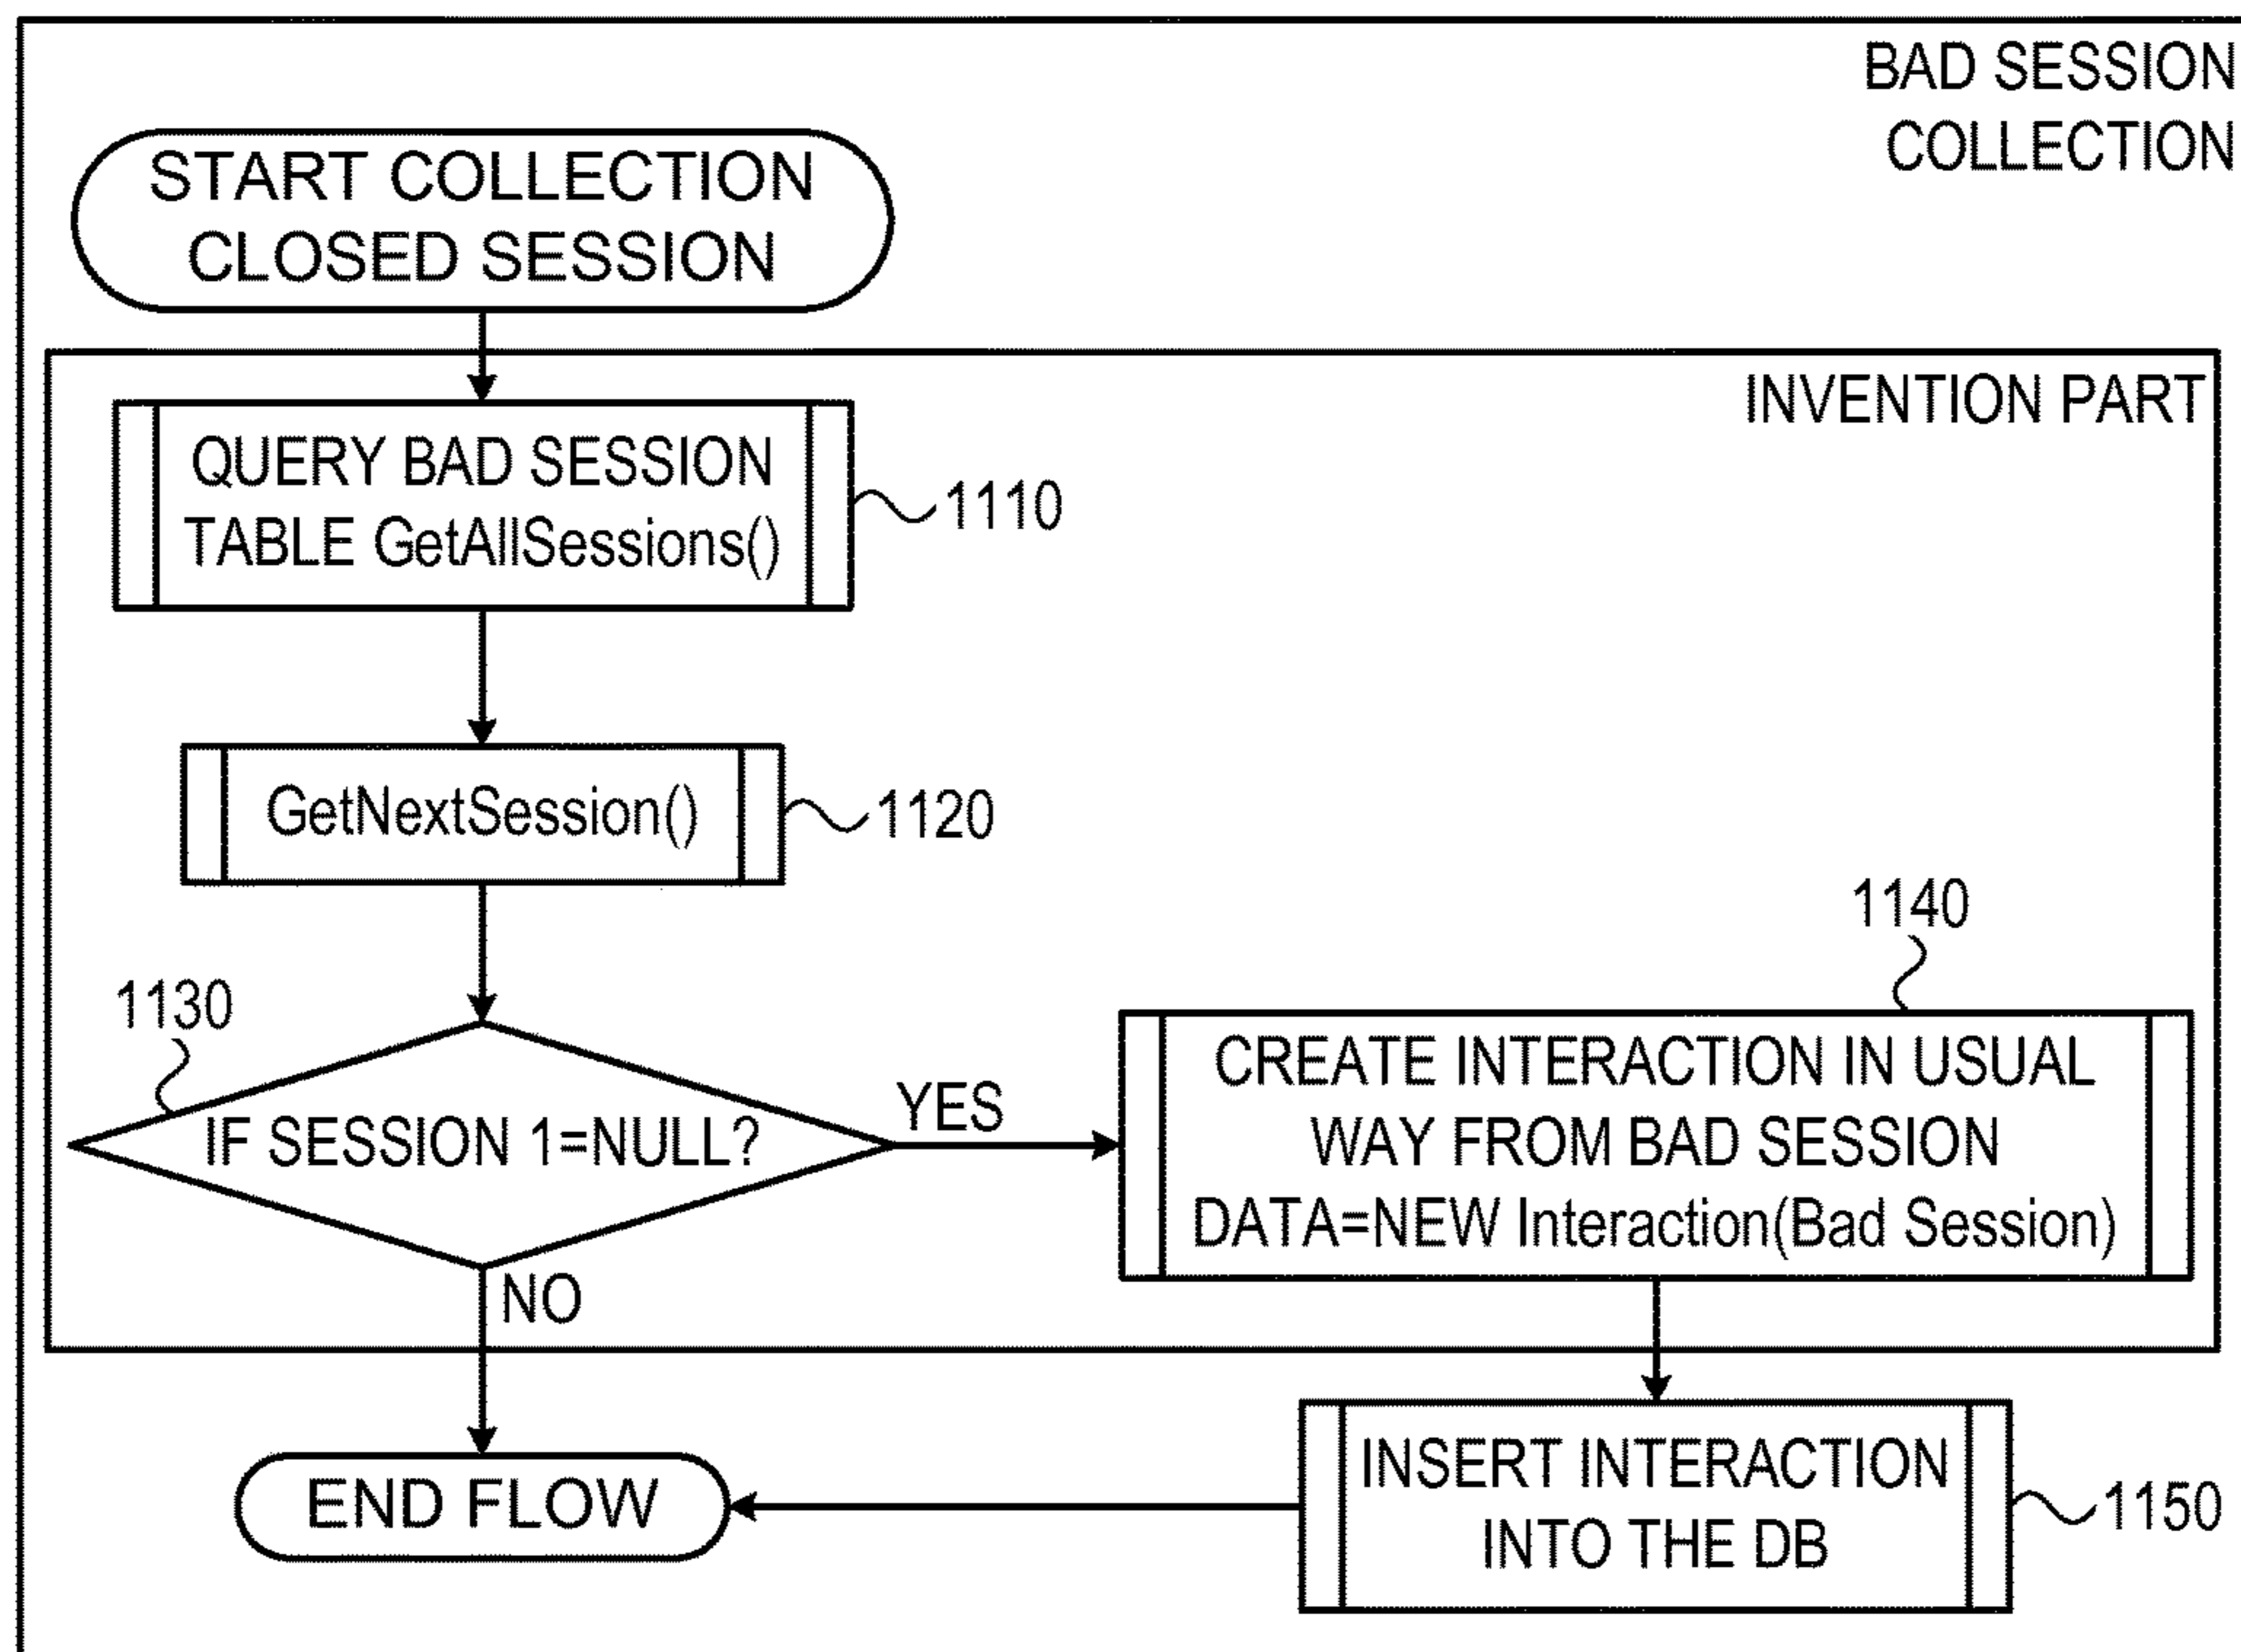 BAD SESSION
COLLECTION
START COLLECTION
CLOSED SESSION
INVENTION PART
QUERY BAD SESSION
TABLE GetAllSessions()
1110
GetNextSession()
1120
1130
IF SESSION 1=NULL?
YES
NO
1140
CREATE INTERACTION IN USUAL
WAY FROM BAD SESSION
DATA=NEW Interaction(Bad Session)
INSERT INTERACTION
INTO THE DB
1150
END FLOW